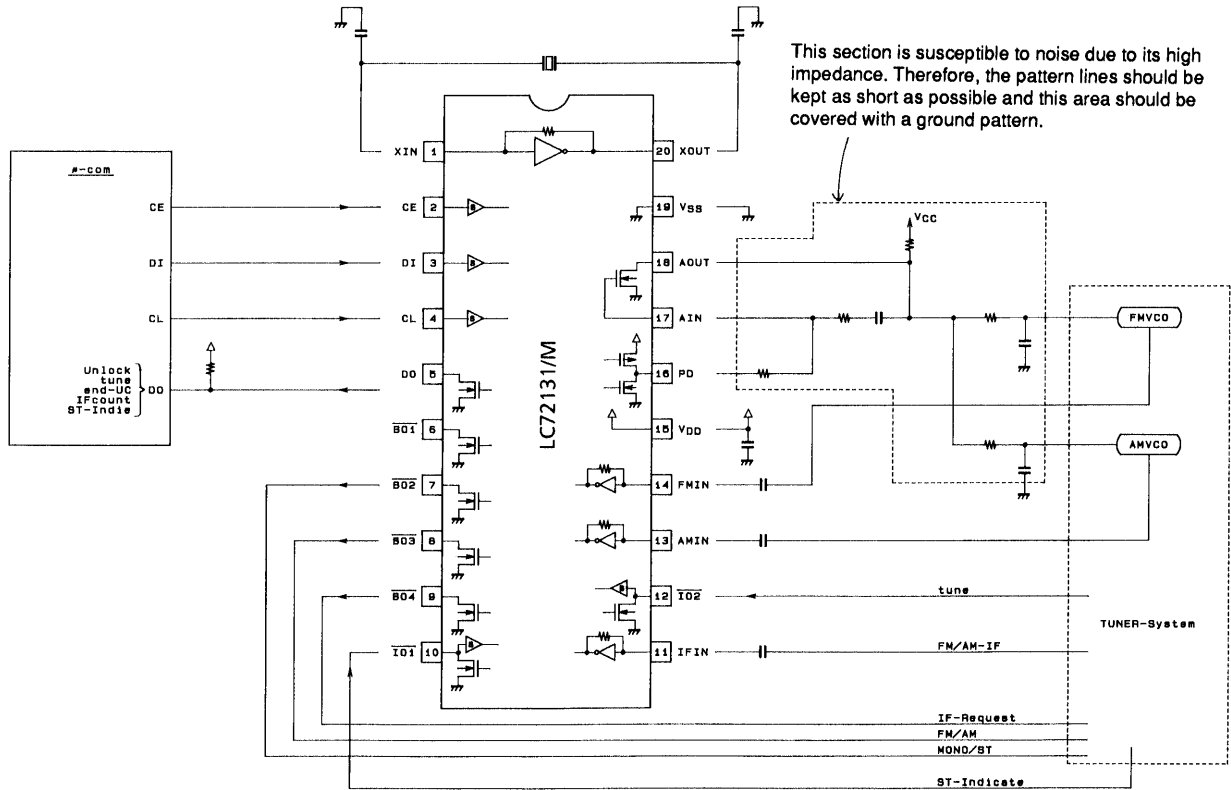 This section is susceptible to noise due to its high
impedance. Therefore, the pattern lines should be
kept as short as possible and this area should be
covered with a ground pattern.
μ-com
CE
DI
CL
Unlock
tune
end-UC
IFcount
ST-Indie
DO
XIN 1
CE 2
DI 3
CL 4
DO 5
BO1 6
BO2 7
BO3 8
BO4 9
IO1 10
LC72131/M
20 XOUT
19 VSS
18 AOUT
17 AIN
16 PD
15 VDD
14 FMIN
13 AMIN
12 IO2
11 IFIN
S
S
S
S
S
VCC
FMVCO
AMVCO
tune
TUNER-System
FM/AM-IF
IF-Request
FM/AM
MONO/ST
ST-Indicate